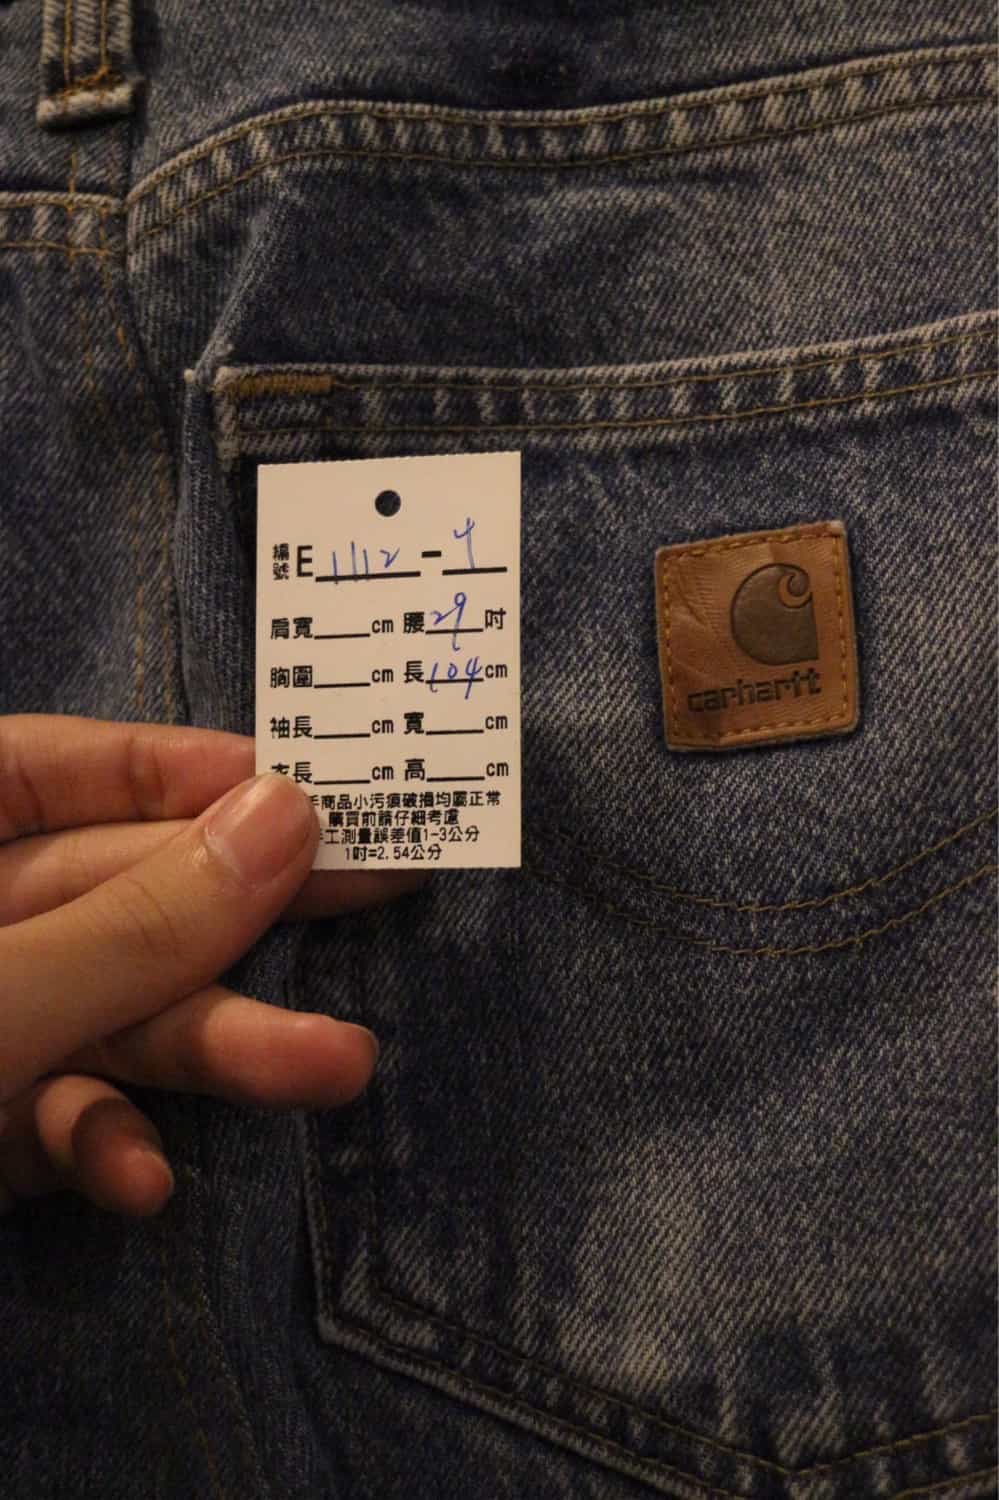 編號 E 1112 - 4
肩寬 cm 腰 29 吋
胸圍 cm 長 104 cm
袖長 cm 寬 cm
衣長 cm 高 cm
手商品小污損破損均屬正常
購買前請仔細考慮
手工測量誤差值1-3公分
1吋=2.54公分
carhartt